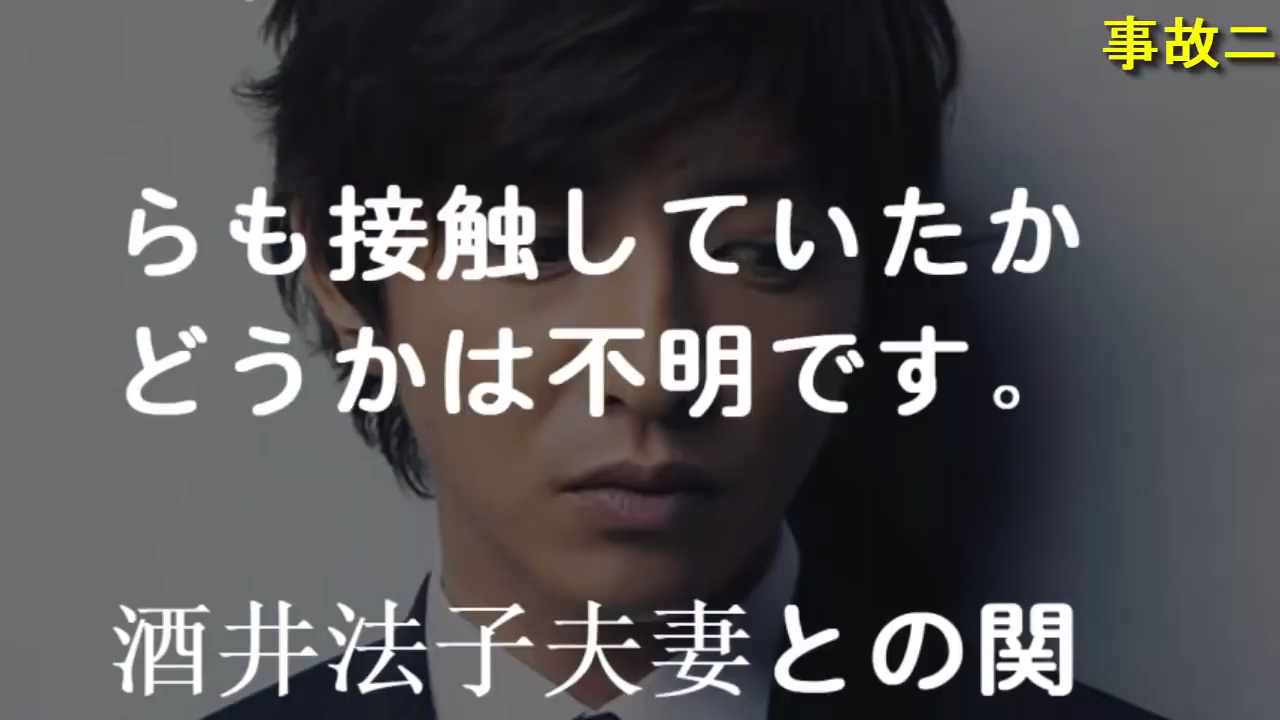 事故二
らも接触していたか
どうかは不明です。
酒井法子夫妻との関